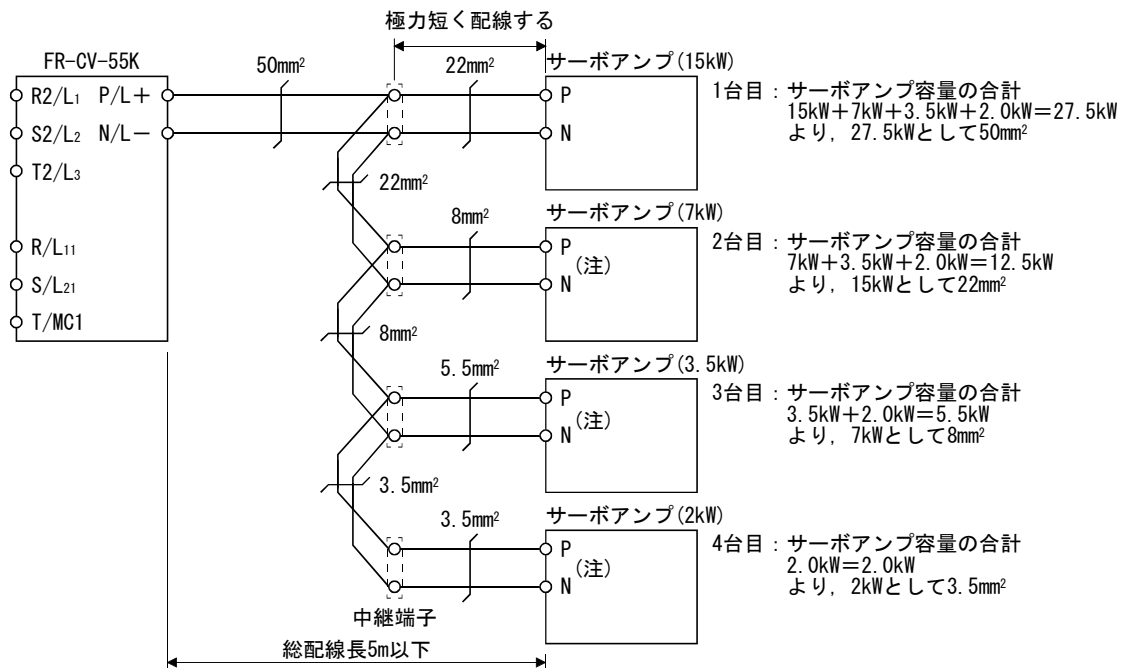 極力短く配線する
FR-CV-55K
50mm²
22mm²
サーボアンプ(15kW)
R2/L₁ P/L+
S2/L₂ N/L−
T2/L₃
R/L₁₁
S/L₂₁
T/MC1
P
N
1台目：サーボアンプ容量の合計
15kW＋7kW＋3.5kW＋2.0kW＝27.5kW
より，27.5kWとして50mm²
22mm²
8mm²
サーボアンプ(7kW)
P
(注)
N
2台目：サーボアンプ容量の合計
7kW＋3.5kW＋2.0kW＝12.5kW
より，15kWとして22mm²
8mm²
5.5mm²
サーボアンプ(3.5kW)
P
(注)
N
3台目：サーボアンプ容量の合計
3.5kW＋2.0kW＝5.5kW
より，7kWとして8mm²
3.5mm²
3.5mm²
サーボアンプ(2kW)
P
(注)
N
4台目：サーボアンプ容量の合計
2.0kW＝2.0kW
より，2kWとして3.5mm²
中継端子
総配線長5m以下